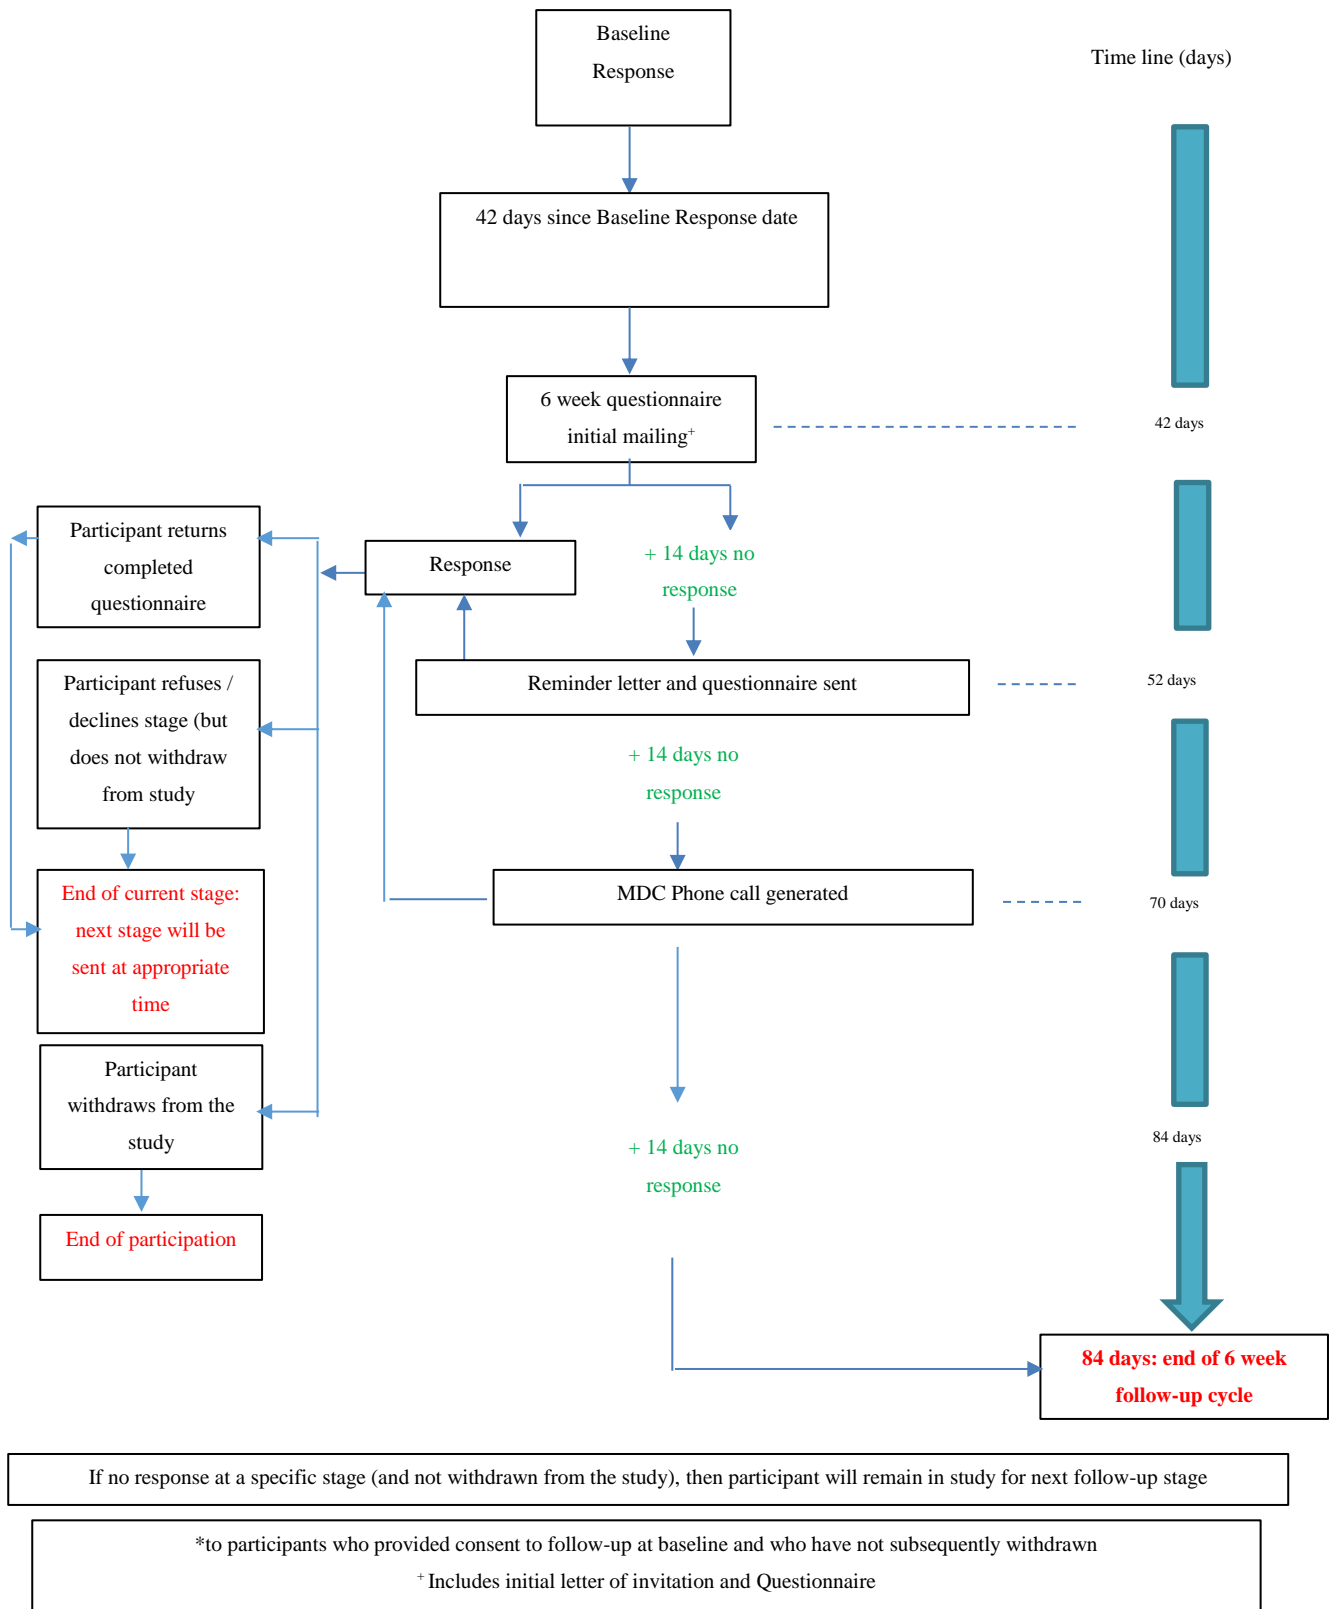 Baseline
Response
Time line (days)
42 days since Baseline Response date
6 week questionnaire
initial mailing+
42 days
Participant returns
completed
questionnaire
Response
+ 14 days no
response
Participant refuses /
declines stage (but
does not withdraw
from study
Reminder letter and questionnaire sent
52 days
+ 14 days no
response
End of current stage:
next stage will be
sent at appropriate
time
MDC Phone call generated
70 days
Participant
withdraws from the
study
+ 14 days no
response
84 days
End of participation
84 days: end of 6 week
follow-up cycle
If no response at a specific stage (and not withdrawn from the study), then participant will remain in study for next follow-up stage
*to participants who provided consent to follow-up at baseline and who have not subsequently withdrawn
+ Includes initial letter of invitation and Questionnaire